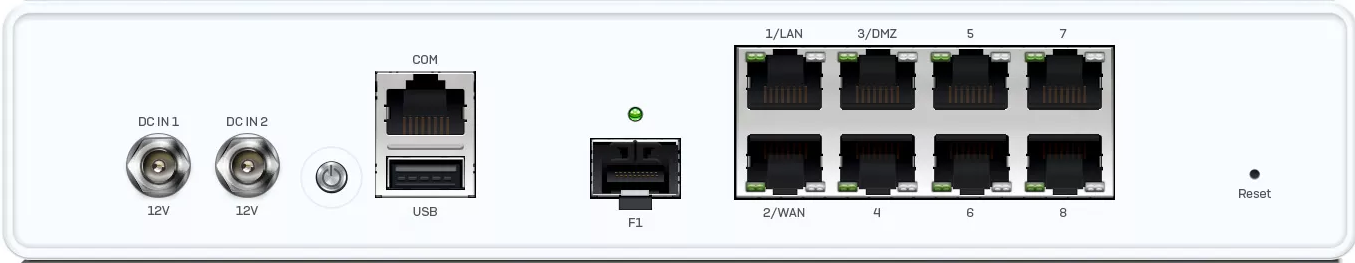 1/LAN 3/DMZ 5 7
COM
DC IN 1 DC IN 2
12V 12V
USB
F1
2/WAN 4 6 8
Reset